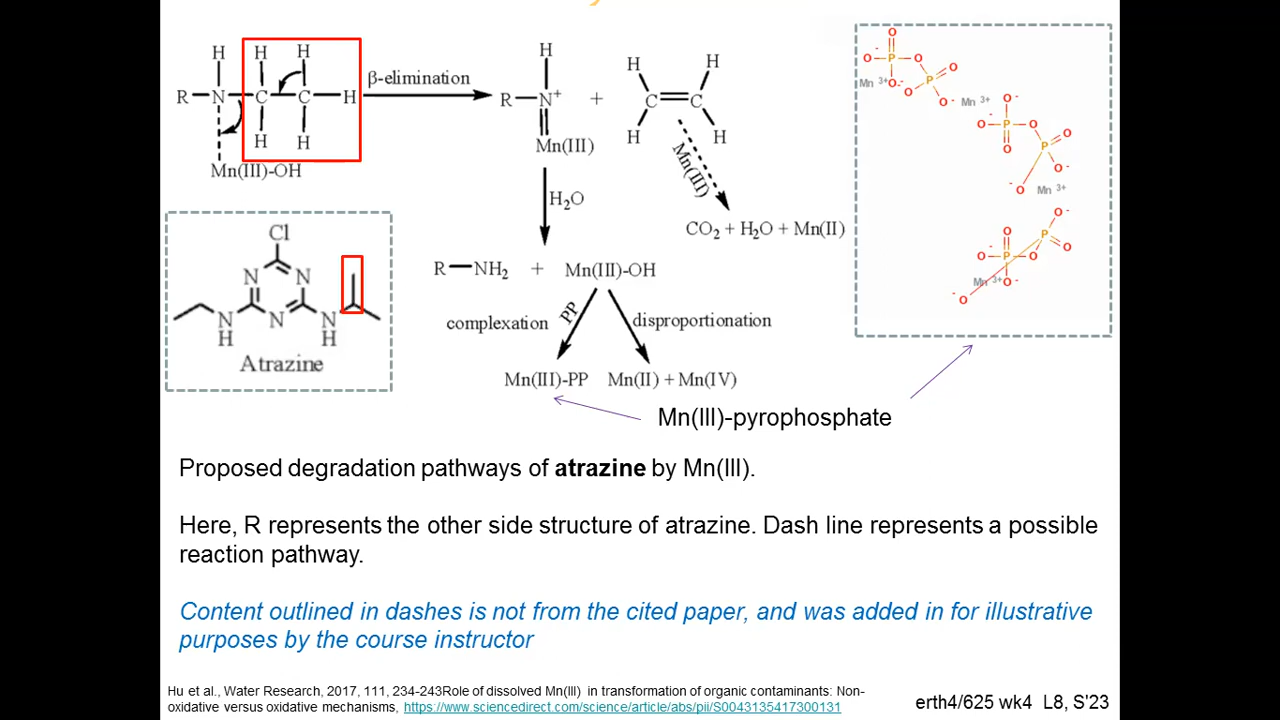 H H H
R N C C H
H H
Mn(III)-OH
β-elimination
H
R N+
Mn(III)
+
H H
C C
H H
Mn(III)
CO2 + H2O + Mn(II)
H2O
R NH2 + Mn(III)-OH
complexation PP disproportionation
Mn(III)-PP Mn(II) + Mn(IV)
Cl
N N
N N N
H H
Atrazine
O
O- P O
Mn 3+ O- P O
O O-
Mn 3+ O-
O- P O
O P O
O-
O- Mn 3+
O-
O P
O- P O O
Mn 3+ O-
O-
Mn(III)-pyrophosphate
Proposed degradation pathways of atrazine by Mn(III).
Here, R represents the other side structure of atrazine. Dash line represents a possible
reaction pathway.
Content outlined in dashes is not from the cited paper, and was added in for illustrative
purposes by the course instructor
Hu et al., Water Research, 2017, 111, 234-243Role of dissolved Mn(III) in transformation of organic contaminants: Non-
oxidative versus oxidative mechanisms, https://www.sciencedirect.com/science/article/abs/pii/S0043135417300131
erth4/625 wk4 L8, S'23